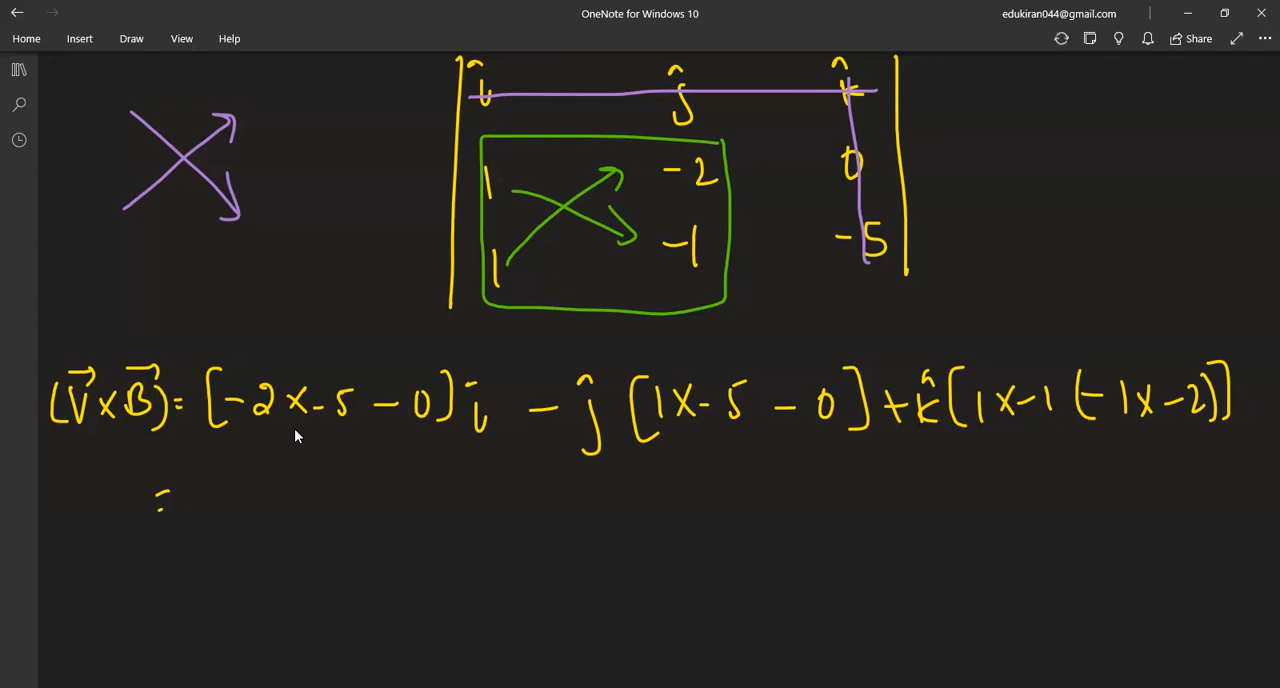 OneNote for Windows 10
edukiran044@gmail.com
Home Insert Draw View Help
Share
î ĵ k̂
1 -2 0
1 -1 -5
(V⃗×B⃗)= [-2×-5-0]î - ĵ[1×-5-0]+k̂(1×-1(-1×-2)]
=